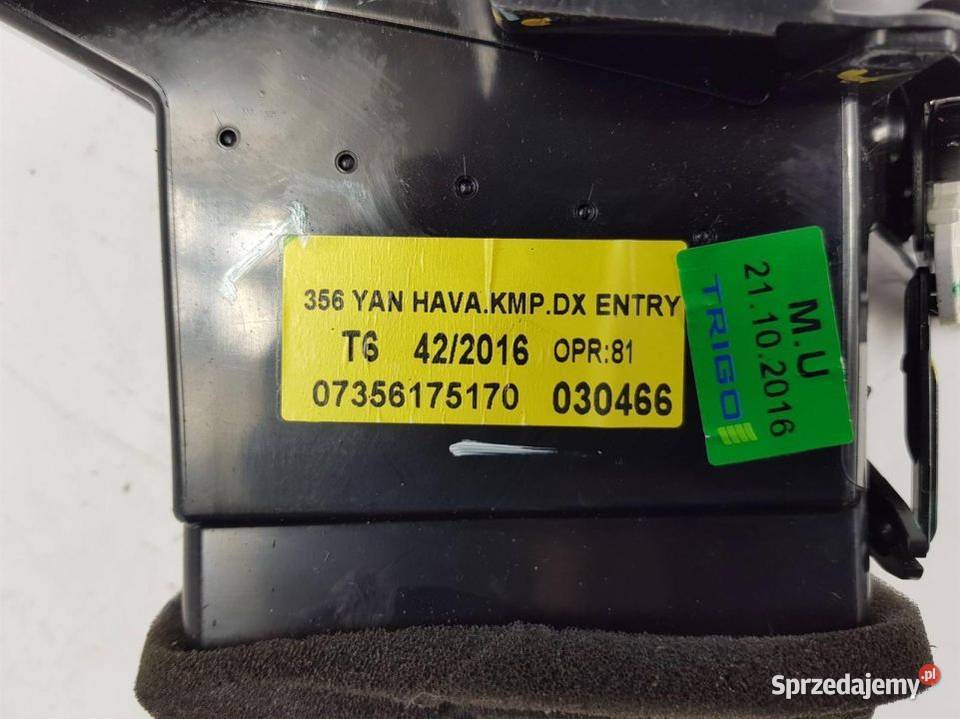 356 YAN HAVA.KMP.DX ENTRY
T6 42/2016 OPR:81
07356175170 030466
M.U
21.10.2016
TRIGO
Sprzedajemy.pl